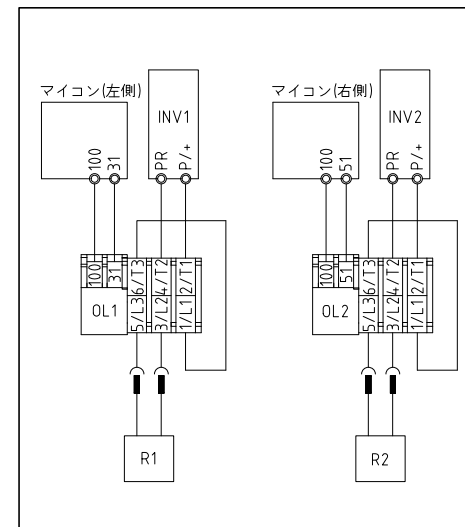 マイコン(左側)
INV1
100
31
PR
P/+
100
31
6/T3
4/T2
2/T1
OL1
5/L3
3/L2
1/L1
R1
マイコン(右側)
INV2
100
51
PR
P/+
100
51
6/T3
4/T2
2/T1
OL2
5/L3
3/L2
1/L1
R2